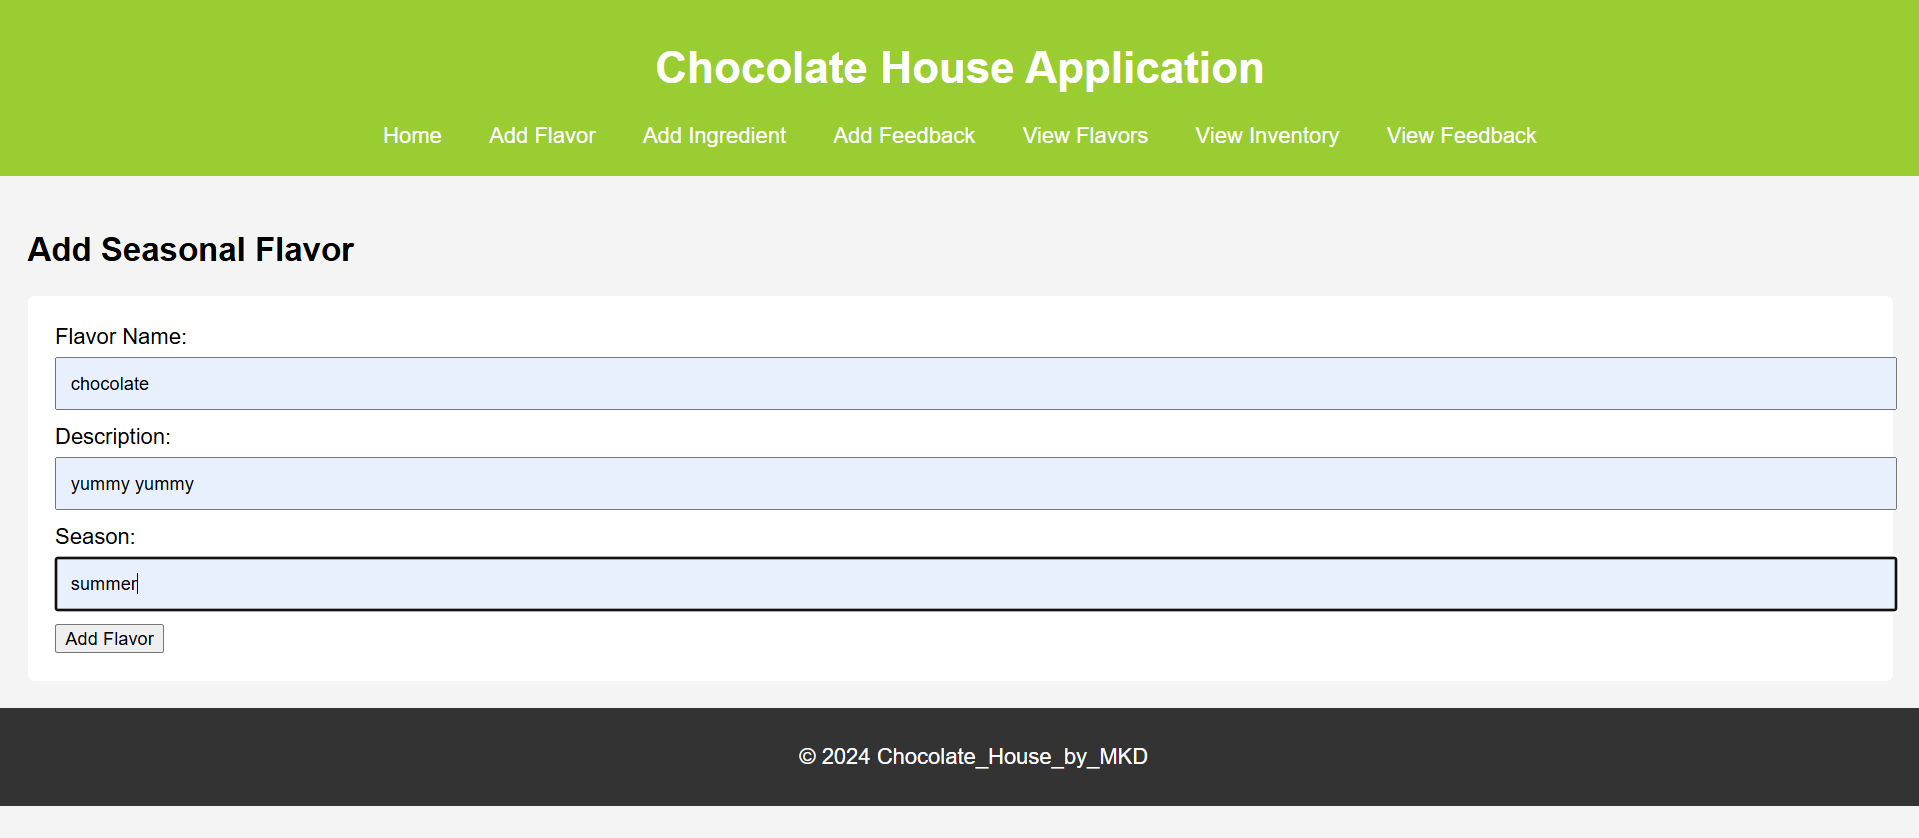 Chocolate House Application
Home Add Flavor Add Ingredient Add Feedback View Flavors View Inventory View Feedback
Add Seasonal Flavor
Flavor Name:
chocolate
Description:
yummy yummy
Season:
summer
Add Flavor
© 2024 Chocolate_House_by_MKD